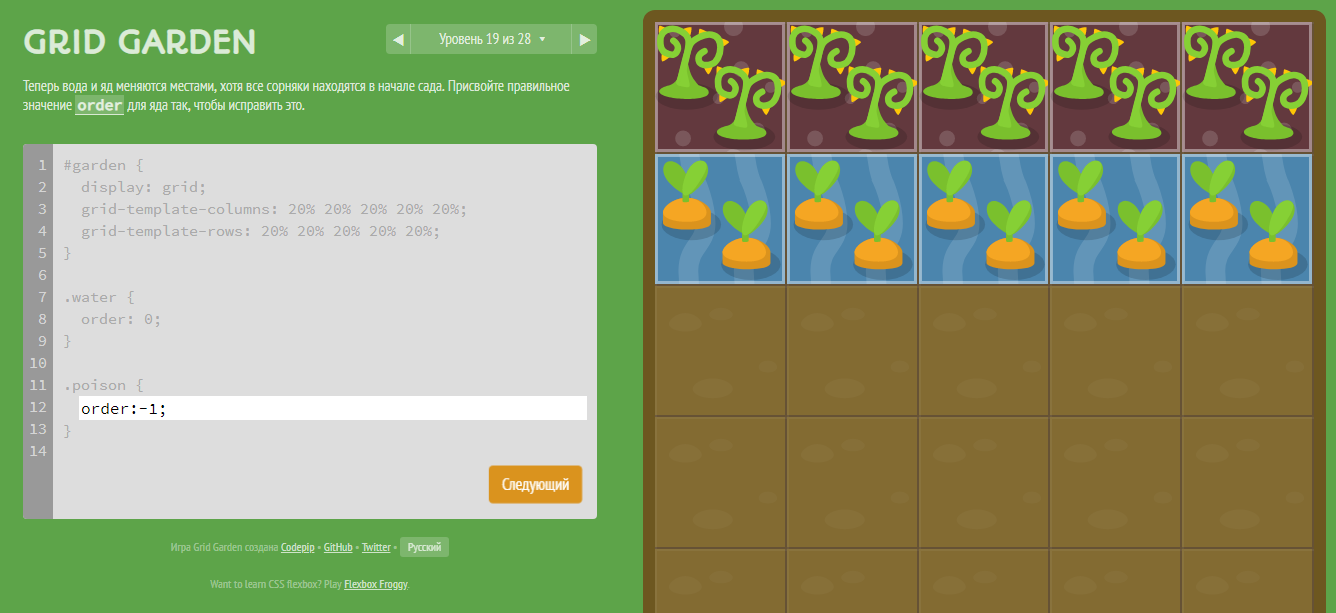 GRID GARDEN
◀ Уровень 19 из 28 ▾ ▶
Теперь вода и яд меняются местами, хотя все сорняки находятся в начале сада. Присвойте правильное
значение order для яда так, чтобы исправить это.
1 #garden {
2 display: grid;
3 grid-template-columns: 20% 20% 20% 20% 20%;
4 grid-template-rows: 20% 20% 20% 20% 20%;
5 }
6
7 .water {
8 order: 0;
9 }
10
11 .poison {
12 order:-1;
13 }
14
Следующий
Игра Grid Garden создана Codepip • GitHub • Twitter • Русский
Want to learn CSS flexbox? Play Flexbox Froggy.